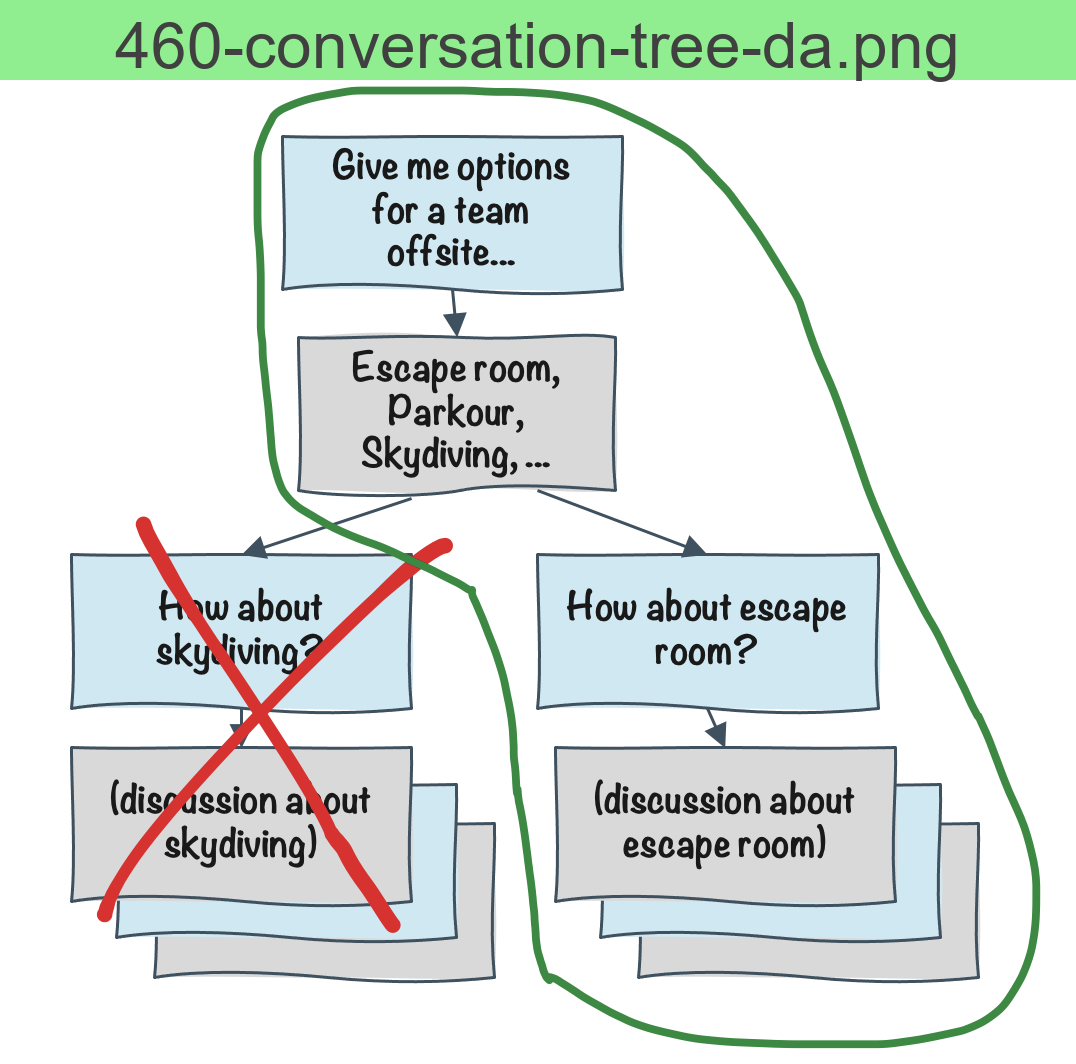 460-conversation-tree-da.png
Give me options
for a team
offsite...
Escape room,
Parkour,
Skydiving, ...
How about
skydiving?
How about escape
room?
(discussion about
skydiving)
(discussion about
escape room)